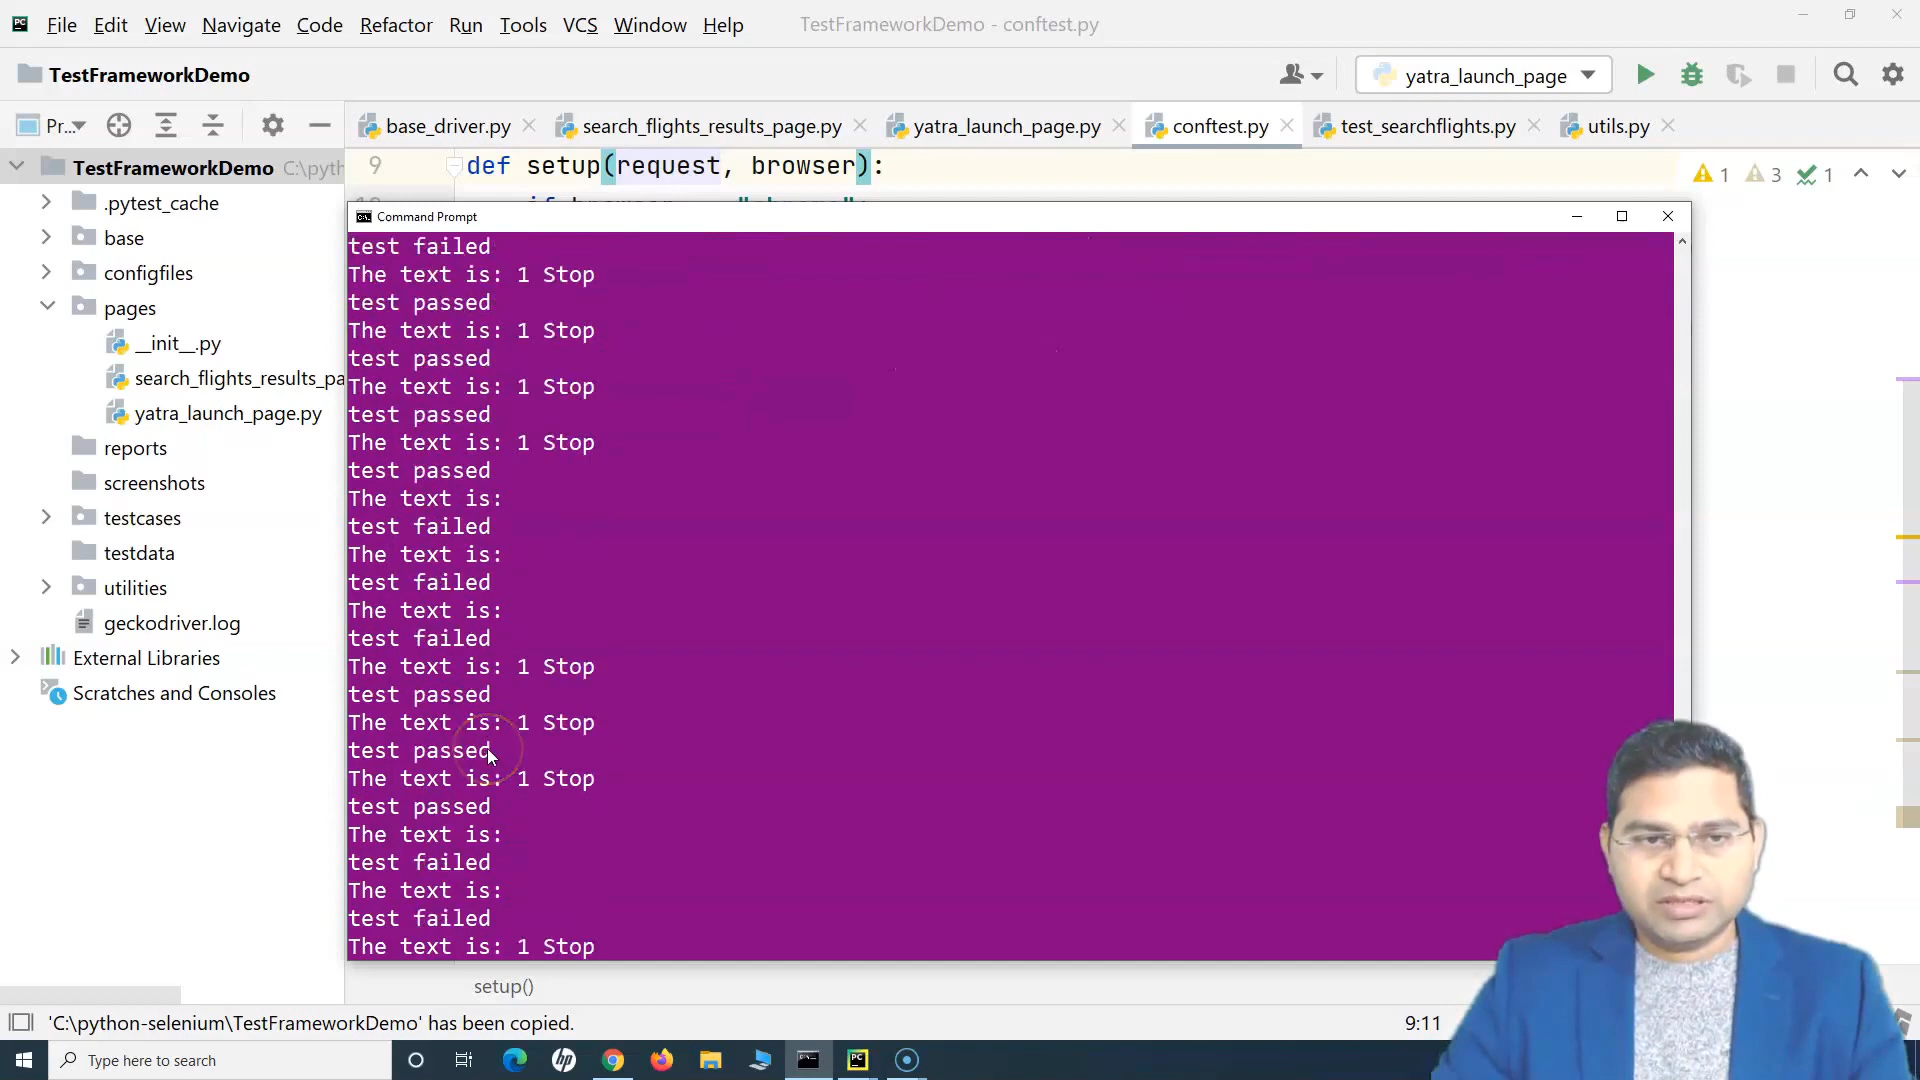 File Edit View Navigate Code Refactor Run Tools VCS Window Help TestFrameworkDemo - conftest.py
TestFrameworkDemo yatra_launch_page
Pr... base_driver.py search_flights_results_page.py yatra_launch_page.py conftest.py test_searchflights.py utils.py
TestFrameworkDemo C:\pyth
.pytest_cache
base
configfiles
pages
__init__.py
search_flights_results_pa
yatra_launch_page.py
reports
screenshots
testcases
testdata
utilities
geckodriver.log
External Libraries
Scratches and Consoles
9 def setup(request, browser):
1 3 1
Command Prompt
test failed
The text is: 1 Stop
test passed
The text is: 1 Stop
test passed
The text is: 1 Stop
test passed
The text is: 1 Stop
test passed
The text is:
test failed
The text is:
test failed
The text is:
test failed
The text is: 1 Stop
test passed
The text is: 1 Stop
test passed
The text is: 1 Stop
test passed
The text is:
test failed
The text is:
test failed
The text is: 1 Stop
setup()
'C:\python-selenium\TestFrameworkDemo' has been copied. 9:11
Type here to search